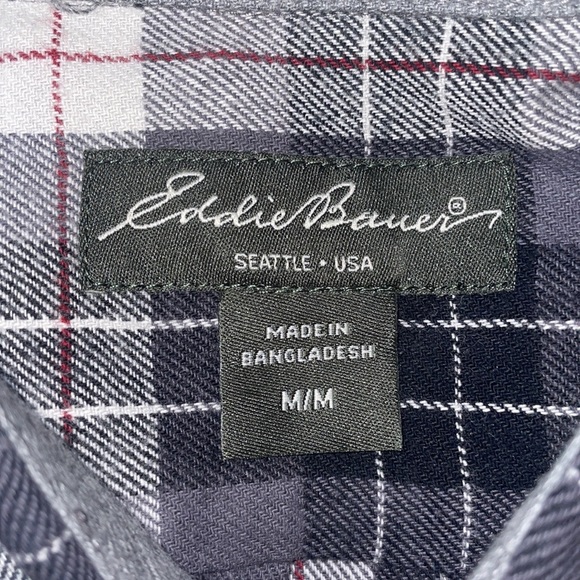 Eddie Bauer®
SEATTLE • USA
MADE IN
BANGLADESH
M/M